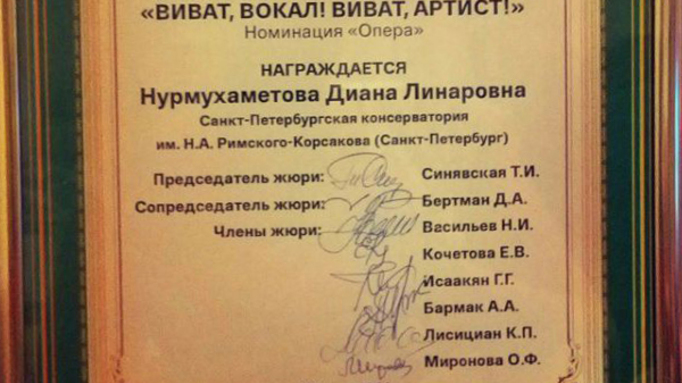 «ВИВАТ, ВОКАЛ! ВИВАТ, АРТИСТ!»
Номинация «Опера»
НАГРАЖДАЕТСЯ
Нурмухаметова Диана Линаровна
Санкт-Петербургская консерватория
им. Н.А. Римского-Корсакова (Санкт-Петербург)
Председатель жюри: Синявская Т.И.
Сопредседатель жюри: Бертман Д.А.
Члены жюри: Васильев Н.И.
Кочетова Е.В.
Исаакян Г.Г.
Бармак А.А.
Лисициан К.П.
Миронова О.Ф.